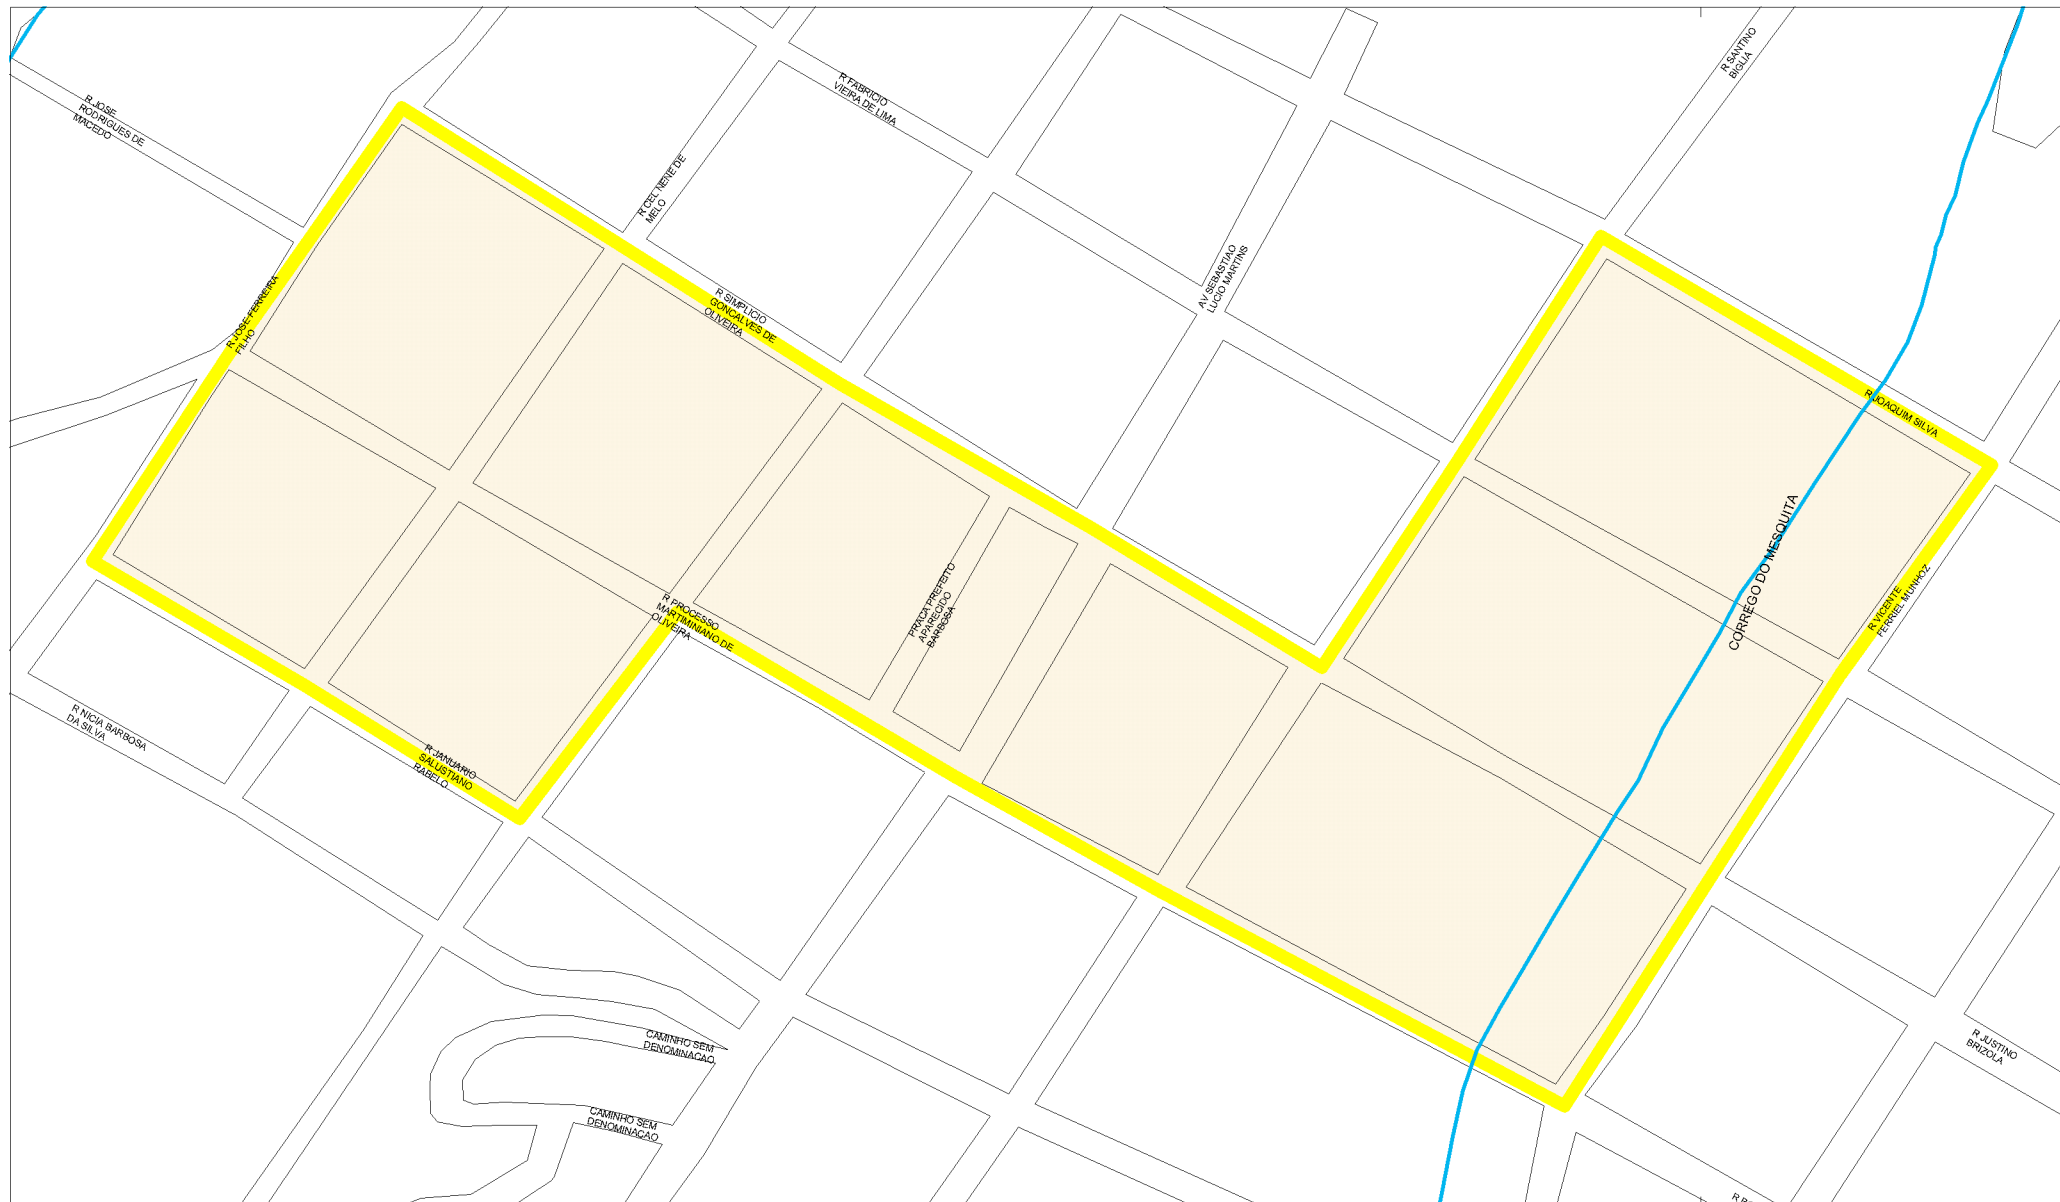 R SANTINO
BIGLIA
R FABRICIO
VIEIRA DE LIMA
R JOSE
RODRIGUES DE
MACEDO
R CEL NENE DE
MELO
AV SEBASTIAO
LUCIO MARTINS
R JOSE FERREIRA
FILHO
R SIMPLICIO
GONCALVES DE
OLIVEIRA
R JOAQUIM SILVA
CORREGO DO MESQUITA
PRACA PREFEITO
APARECIDO
BARBOSA
R VICENTE
FERRIEL MUNHOZ
R PROCESSO
MARTIMINIANO DE
OLIVEIRA
R NICIA BARBOSA
DA SILVA
R JANUARIO
SALUSTIANO
RABELO
CAMINHO SEM
DENOMINACAO
R JUSTINO
BRIZOLA
CAMINHO SEM
DENOMINACAO